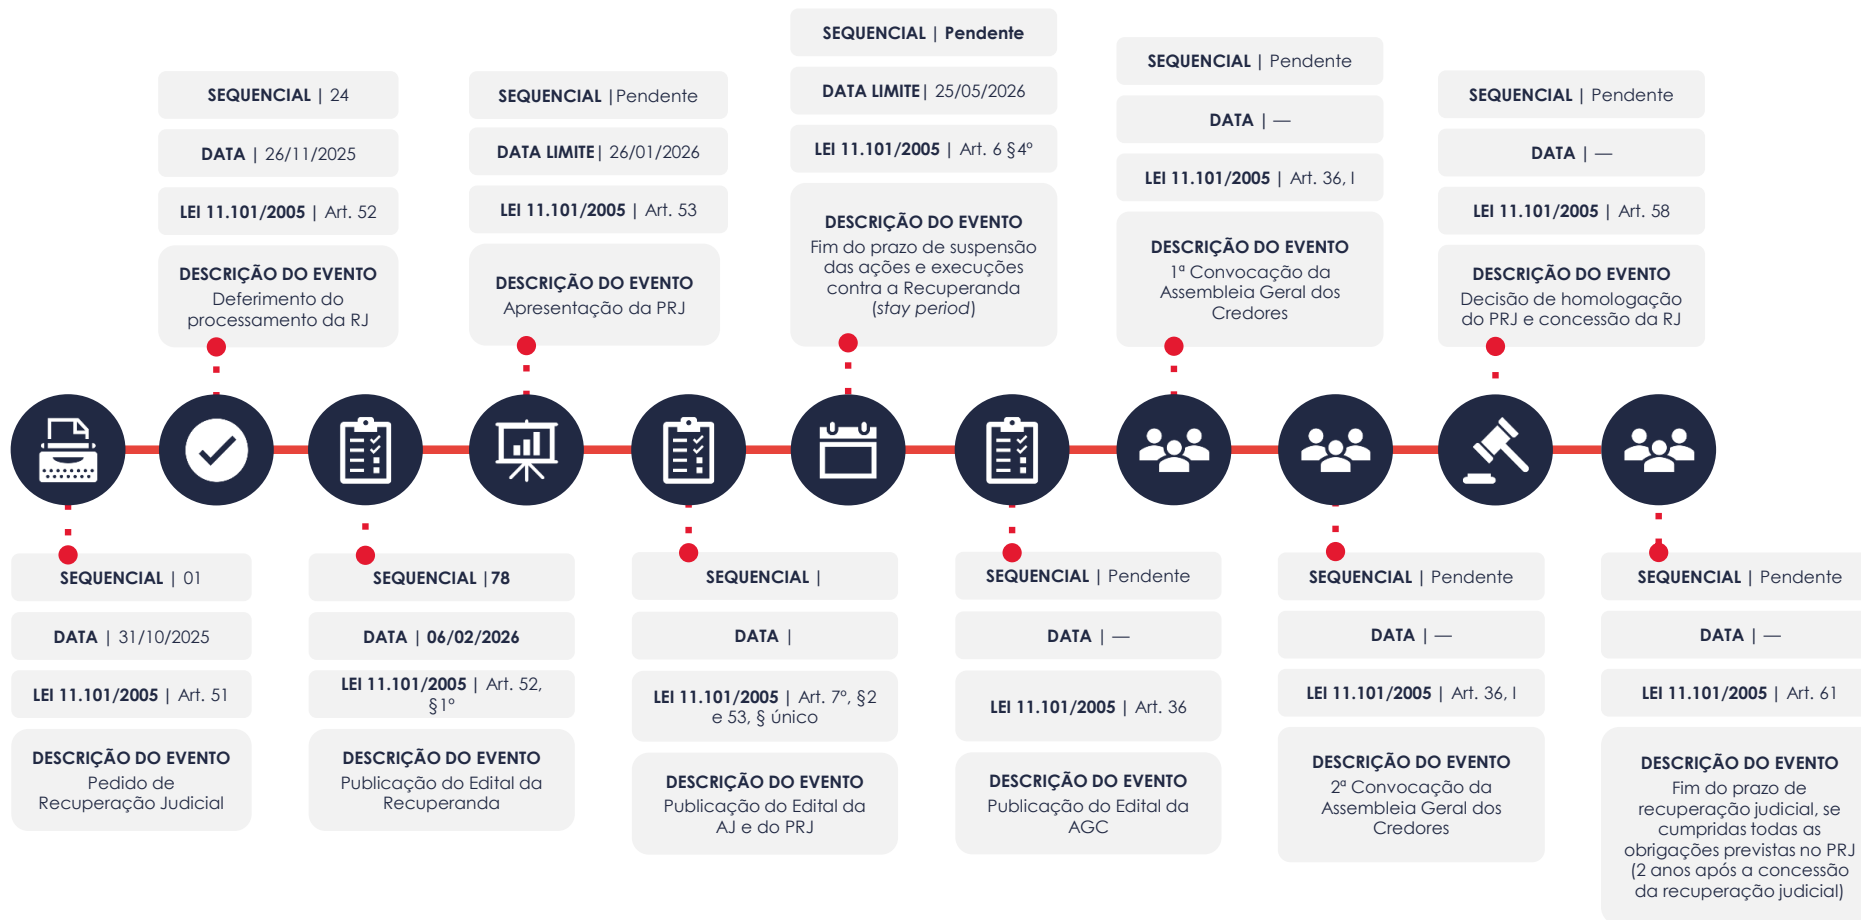 SEQUENCIAL | 24
DATA | 26/11/2025
LEI 11.101/2005 | Art. 52
DESCRIÇÃO DO EVENTO
Deferimento do
processamento da RJ
SEQUENCIAL |Pendente
DATA LIMITE| 26/01/2026
LEI 11.101/2005 | Art. 53
DESCRIÇÃO DO EVENTO
Apresentação da PRJ
SEQUENCIAL | Pendente
DATA LIMITE| 25/05/2026
LEI 11.101/2005 | Art. 6 §4º
DESCRIÇÃO DO EVENTO
Fim do prazo de suspensão
das ações e execuções
contra a Recuperanda
(stay period)
SEQUENCIAL | Pendente
DATA | —
LEI 11.101/2005 | Art. 36, I
DESCRIÇÃO DO EVENTO
1ª Convocação da
Assembleia Geral dos
Credores
SEQUENCIAL | Pendente
DATA | —
LEI 11.101/2005 | Art. 58
DESCRIÇÃO DO EVENTO
Decisão de homologação
do PRJ e concessão da RJ
SEQUENCIAL | 01
DATA | 31/10/2025
LEI 11.101/2005 | Art. 51
DESCRIÇÃO DO EVENTO
Pedido de
Recuperação Judicial
SEQUENCIAL |78
DATA | 06/02/2026
LEI 11.101/2005 | Art. 52,
§1º
DESCRIÇÃO DO EVENTO
Publicação do Edital da
Recuperanda
SEQUENCIAL |
DATA |
LEI 11.101/2005 | Art. 7º, §2
e 53, § único
DESCRIÇÃO DO EVENTO
Publicação do Edital da
AJ e do PRJ
SEQUENCIAL | Pendente
DATA | —
LEI 11.101/2005 | Art. 36
DESCRIÇÃO DO EVENTO
Publicação do Edital da
AGC
SEQUENCIAL | Pendente
DATA | —
LEI 11.101/2005 | Art. 36, I
DESCRIÇÃO DO EVENTO
2ª Convocação da
Assembleia Geral dos
Credores
SEQUENCIAL | Pendente
DATA | —
LEI 11.101/2005 | Art. 61
DESCRIÇÃO DO EVENTO
Fim do prazo de
recuperação judicial, se
cumpridas todas as
obrigações previstas no PRJ
(2 anos após a concessão
da recuperação judicial)